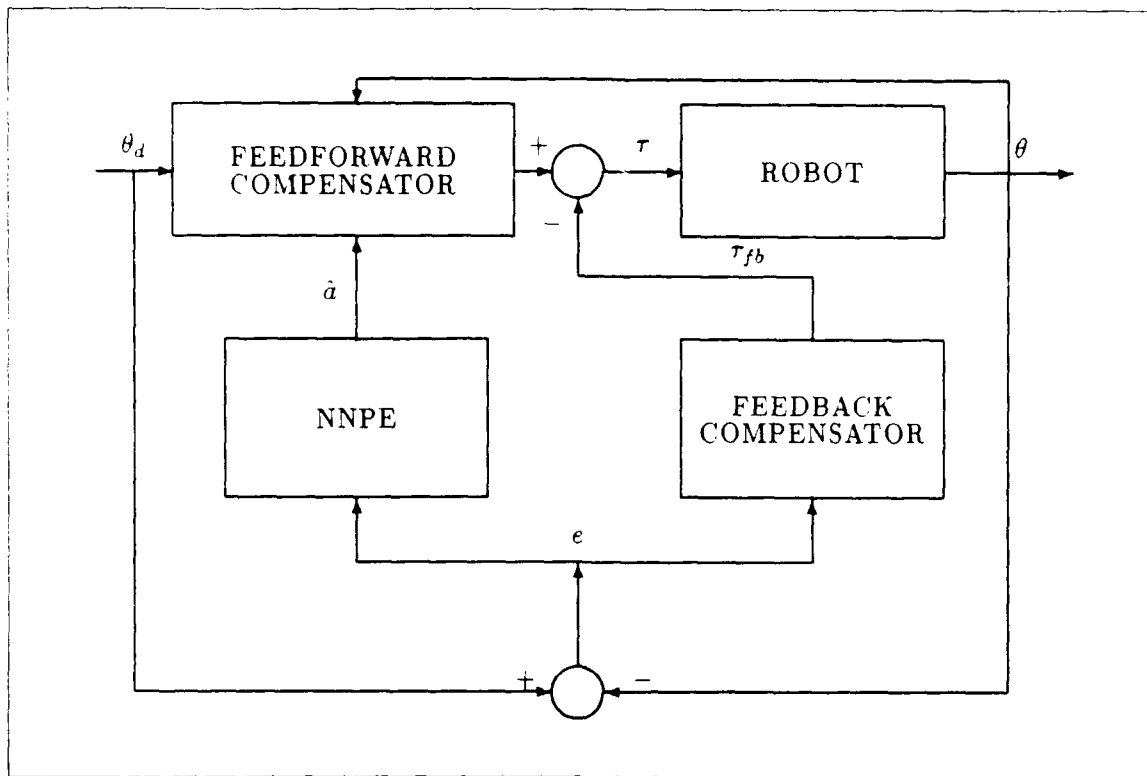 θ_d
FEEDFORWARD
COMPENSATOR
+
−
τ
ROBOT
θ
τ_fb
â
NNPE
FEEDBACK
COMPENSATOR
e
+
−